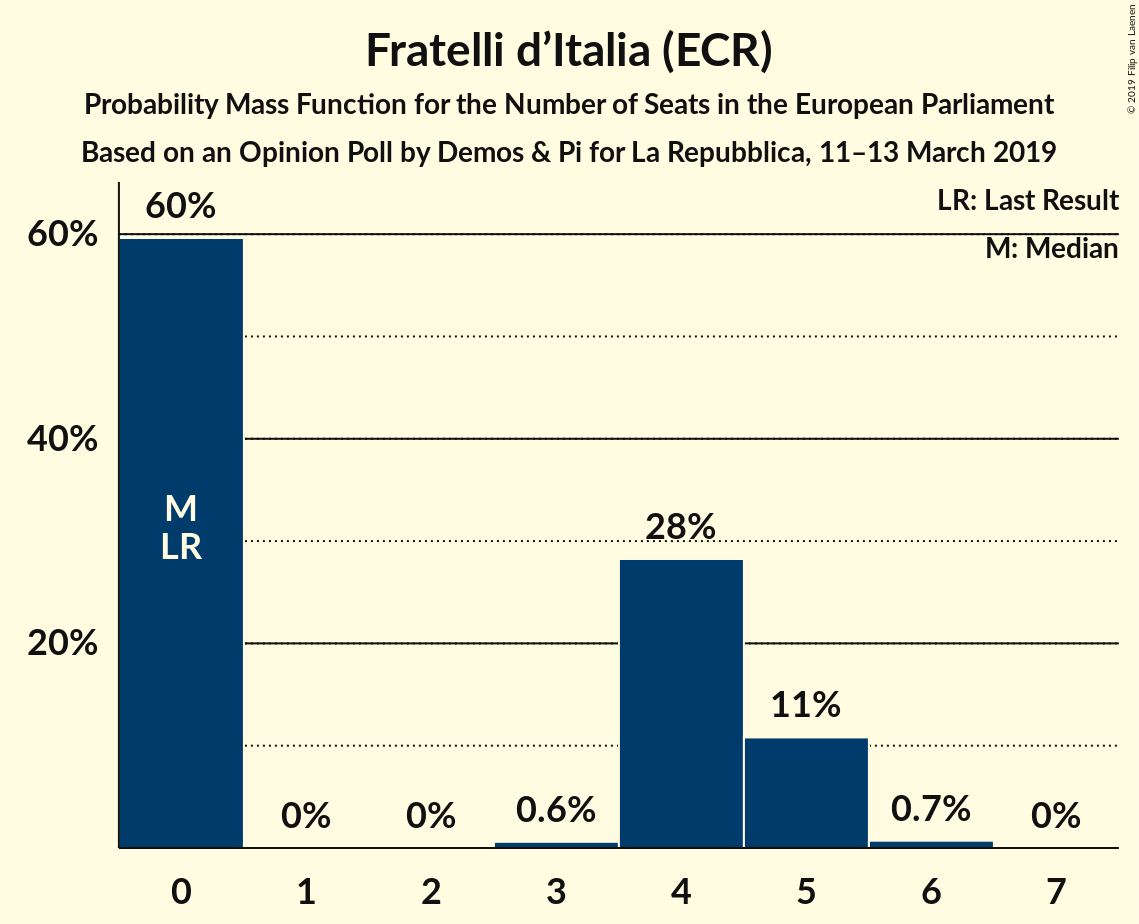 Fratelli d’Italia (ECR)
Probability Mass Function for the Number of Seats in the European Parliament
Based on an Opinion Poll by Demos & Pi for La Repubblica, 11–13 March 2019
© 2019 Filip van Laenen
LR: Last Result
M: Median
60%
40%
20%
60%
0%
0%
0.6%
28%
11%
0.7%
0%
M
LR
0 1 2 3 4 5 6 7